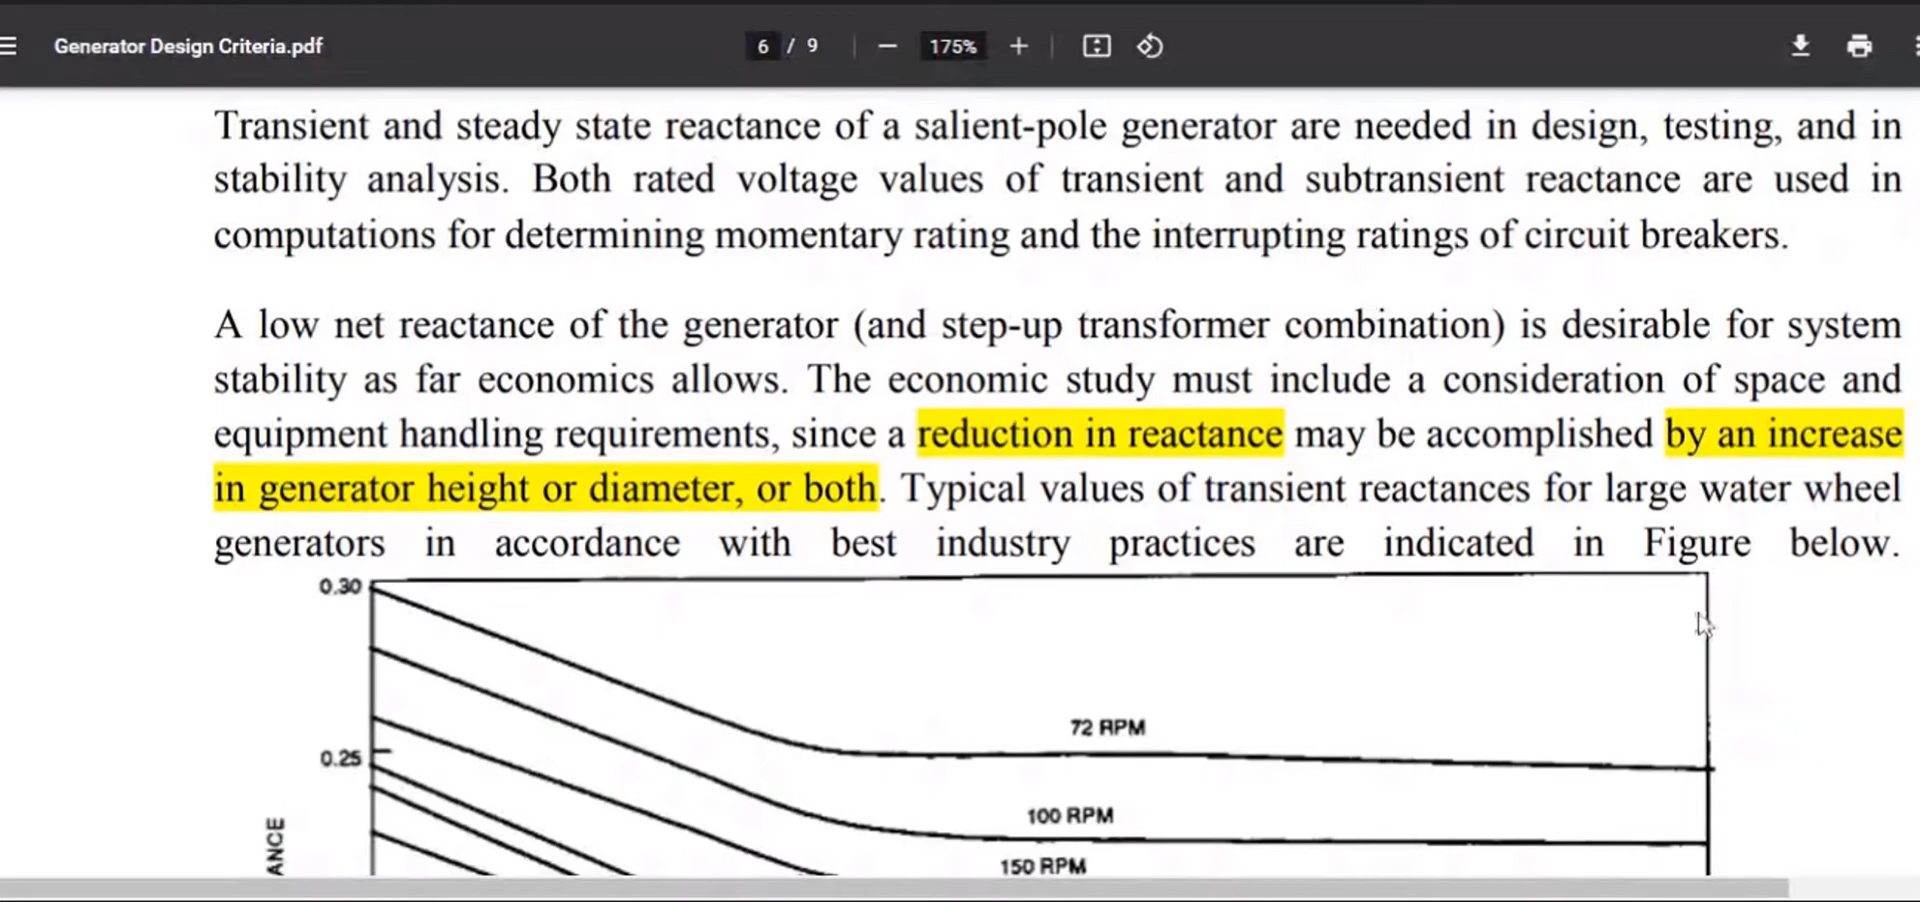 Generator Design Criteria.pdf
6 / 9
175%
Transient and steady state reactance of a salient-pole generator are needed in design, testing, and in
stability analysis. Both rated voltage values of transient and subtransient reactance are used in
computations for determining momentary rating and the interrupting ratings of circuit breakers.
A low net reactance of the generator (and step-up transformer combination) is desirable for system
stability as far economics allows. The economic study must include a consideration of space and
equipment handling requirements, since a reduction in reactance may be accomplished by an increase
in generator height or diameter, or both. Typical values of transient reactances for large water wheel
generators in accordance with best industry practices are indicated in Figure below.
0.30
72 RPM
0.25
100 RPM
ANCE
150 RPM